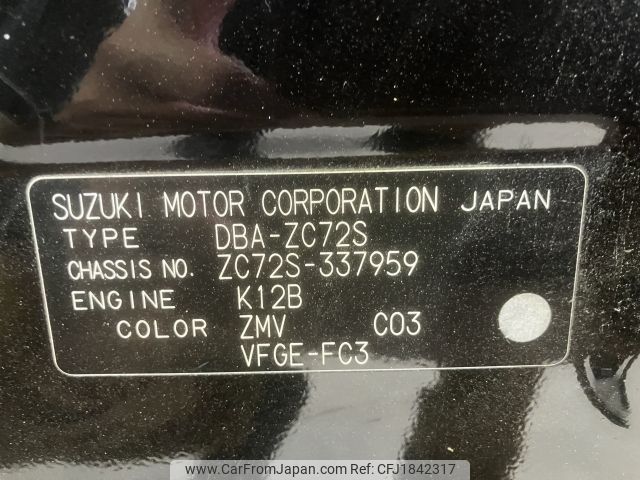 SUZUKI MOTOR CORPORATION JAPAN
TYPE DBA-ZC72S
CHASSIS NO. ZC72S-337959
ENGINE K12B
COLOR ZMV C03
VFGE-FC3
www.CarFromJapan.com Ref:CFJ1842317